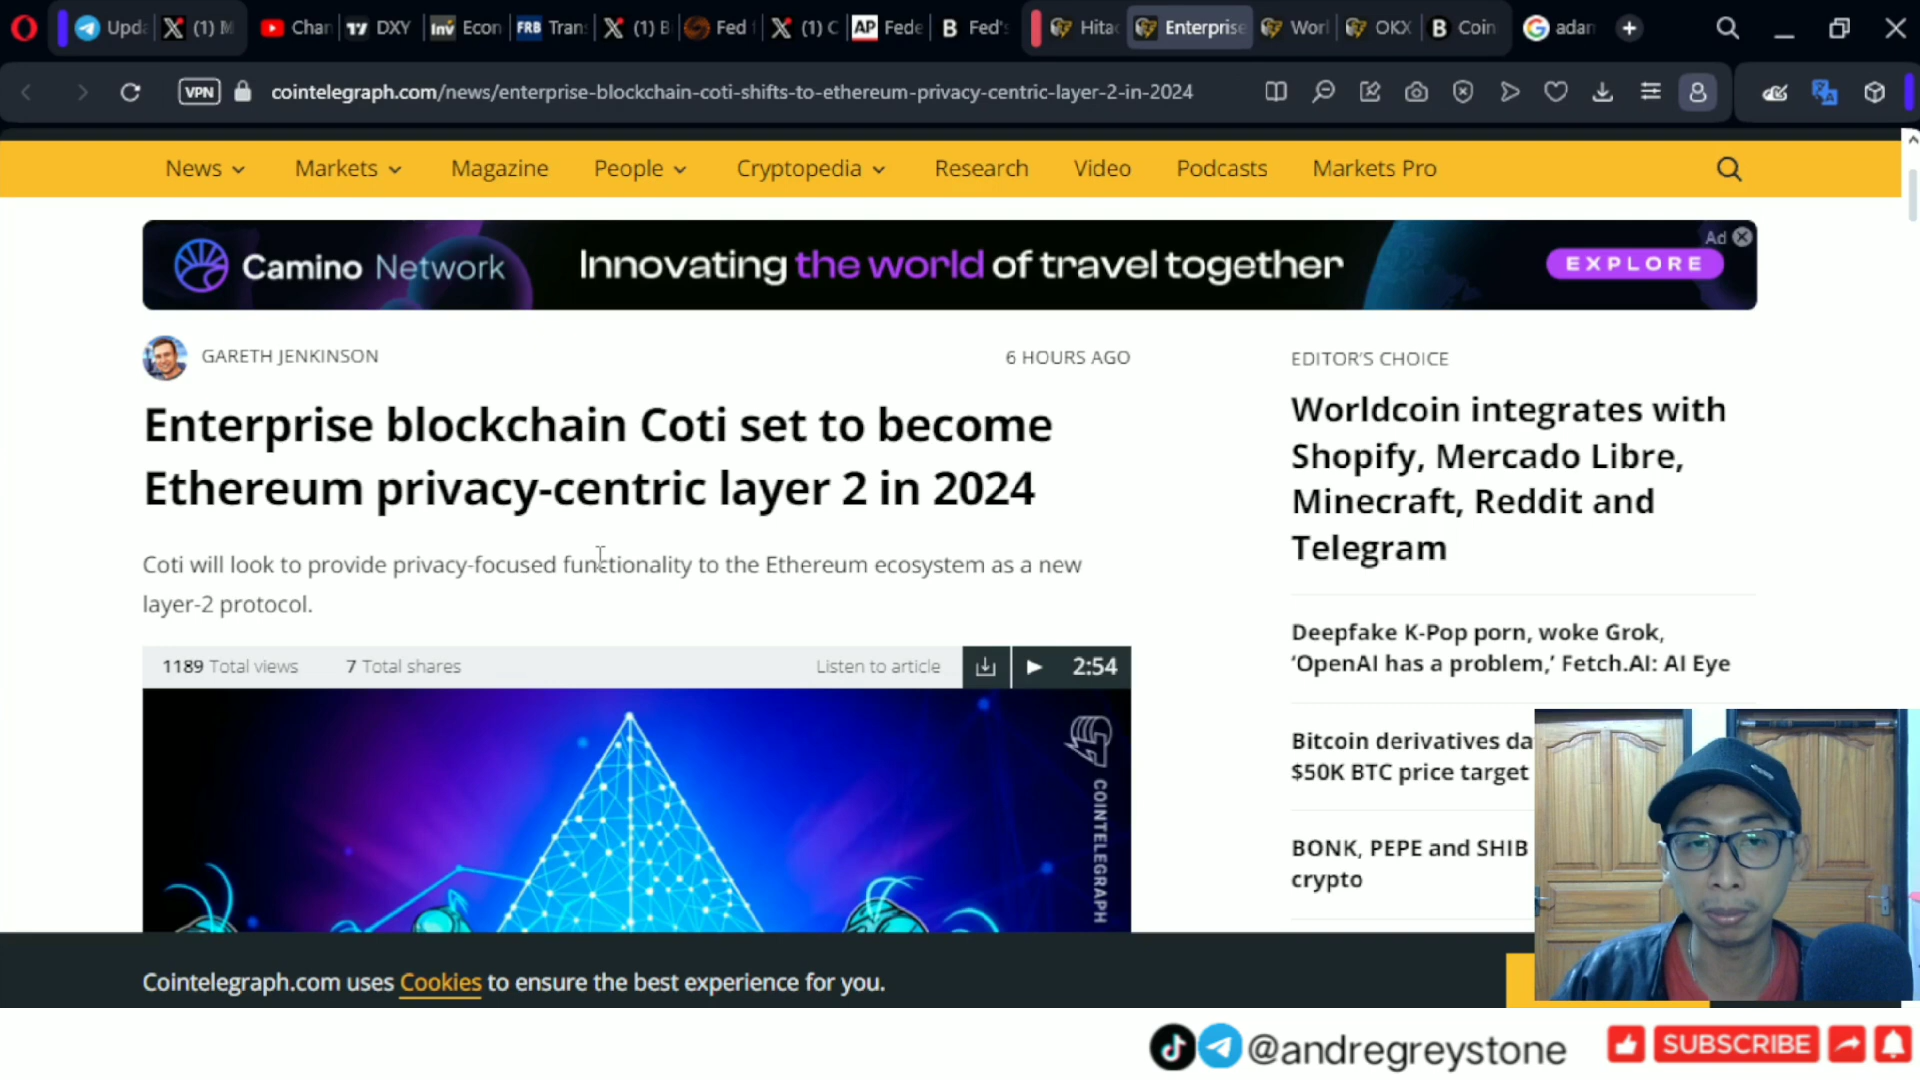 Upd
(1) M
Chan
DXY
Inv
Econ
FRB
Tran
(1) B
Fed
(1) C
AP
Fede
B
Fed's
Hitac
Enterprise
Worl
OKX
B
Coin
adan
VPN
cointelegraph.com/news/enterprise-blockchain-coti-shifts-to-ethereum-privacy-centric-layer-2-in-2024
News
Markets
Magazine
People
Cryptopedia
Research
Video
Podcasts
Markets Pro
Camino Network
Innovating the world of travel together
Ad
EXPLORE
GARETH JENKINSON
6 HOURS AGO
Enterprise blockchain Coti set to become
Ethereum privacy-centric layer 2 in 2024
Coti will look to provide privacy-focused functionality to the Ethereum ecosystem as a new
layer-2 protocol.
1189 Total views
7 Total shares
Listen to article
2:54
COINTELEGRAPH
EDITOR'S CHOICE
Worldcoin integrates with
Shopify, Mercado Libre,
Minecraft, Reddit and
Telegram
Deepfake K-Pop porn, woke Grok,
‘OpenAI has a problem,’ Fetch.AI: AI Eye
Bitcoin derivatives da
$50K BTC price target
BONK, PEPE and SHIB
crypto
Cointelegraph.com uses Cookies to ensure the best experience for you.
@andregreystone
SUBSCRIBE